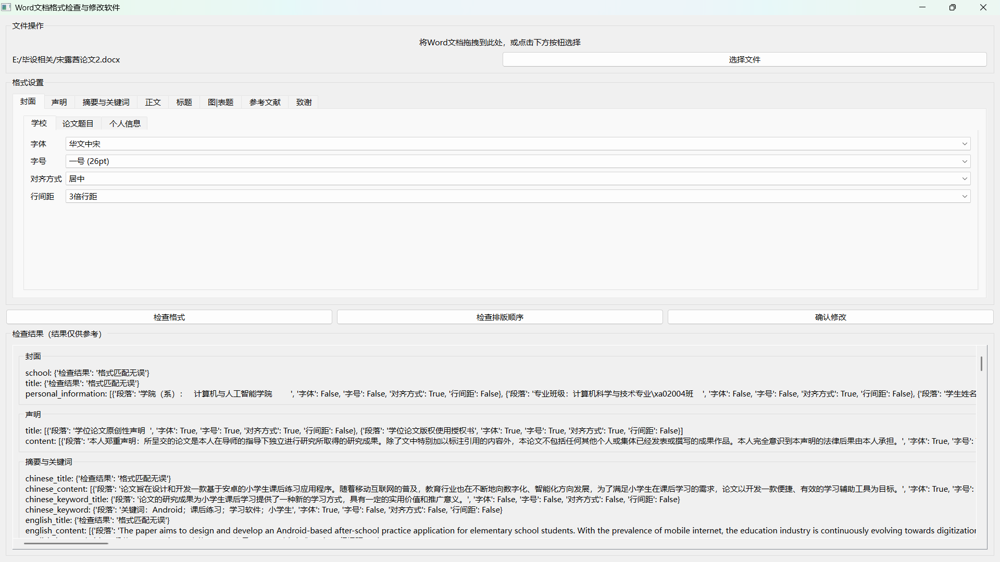 Word文档格式检查与修改软件
文件操作
将Word文档拖拽到此处，或点击下方按钮选择
E:/毕设相关/宋露茜论文2.docx
选择文件
格式设置
封面 声明 摘要与关键词 正文 标题 图|表题 参考文献 致谢
学校 论文题目 个人信息
字体 华文中宋
字号 一号 (26pt)
对齐方式 居中
行间距 3倍行距
检查格式 检查排版顺序 确认修改
检查结果（结果仅供参考）
封面
school: {'检查结果': '格式匹配无误'}
title: {'检查结果': '格式匹配无误'}
personal_information: [{'段落': '学院（系）: 计算机与人工智能学院 ', '字体': False, '字号': False, '对齐方式': True, '行间距': False}, {'段落': '专业班级：计算机科学与技术专业\xa02004班 ', '字体': False, '字号': False, '对齐方式': True, '行间距': False}, {'段落': '学生姓名
声明
title: [{'段落': '学位论文原创性声明 ', '字体': True, '字号': True, '对齐方式': True, '行间距': False}, {'段落': '学位论文版权使用授权书', '字体': True, '字号': True, '对齐方式': True, '行间距': False}]
content: [{'段落': '本人郑重声明：所呈交的论文是本人在导师的指导下独立进行研究所取得的研究成果。除了文中特别加以标注引用的内容外，本论文不包括任何其他个人或集体已经发表或撰写的成果作品。本人完全意识到本声明的法律后果由本人承担。', '字体': True, '字号':
摘要与关键词
chinese_title: {'检查结果': '格式匹配无误'}
chinese_content: [{'段落': '论文旨在设计和开发一款基于安卓的小学生课后练习应用程序。随着移动互联网的普及，教育行业也在不断地向数字化、智能化方向发展，为了满足小学生在课后学习的需求，论文以开发一款便捷、有效的学习辅助工具为目标。', '字体': True, '字号':
chinese_keyword_title: {'段落': '论文的研究成果为小学生课后学习提供了一种新的学习方式，具有一定的实用价值和推广意义。', '字体': False, '字号': False, '对齐方式': False, '行间距': False}
chinese_keyword: {'段落': '关键词：Android；课后练习；学习软件；小学生', '字体': True, '字号': False, '对齐方式': False, '行间距': False}
english_title: {'检查结果': '格式匹配无误'}
english_content: [{'段落': 'The paper aims to design and develop an Android-based after-school practice application for elementary school students. With the prevalence of mobile internet, the education industry is continuously evolving towards digitization